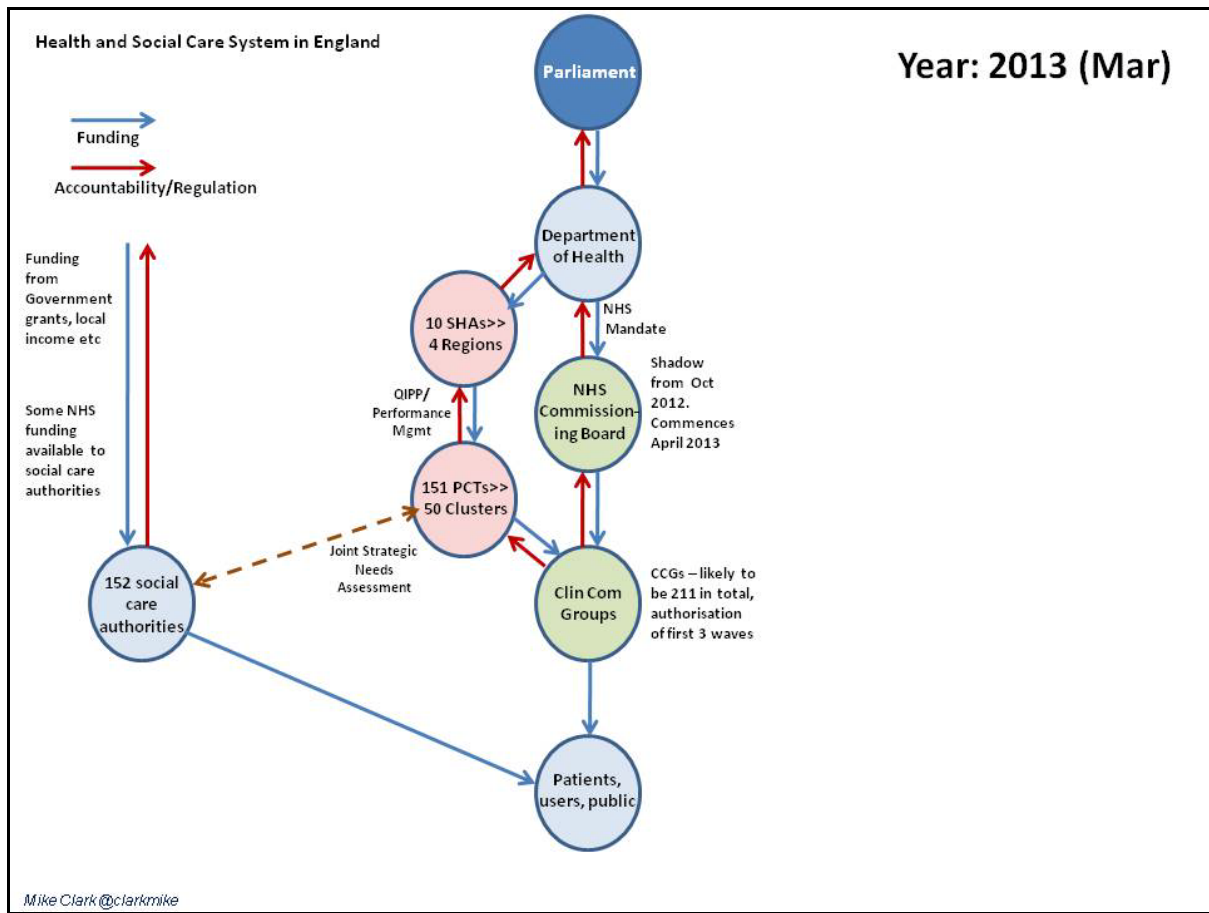 Health and Social Care System in England
Year: 2013 (Mar)
Parliament
Funding
Accountability/Regulation
Department
of Health
Funding
from
Government
grants, local
income etc
10 SHAs>>
4 Regions
NHS
Mandate
Shadow
from Oct
2012.
Commences
April 2013
NHS
Commission-
ing Board
QIPP/
Performance
Mgmt
Some NHS
funding
available to
social care
authorities
151 PCTs>>
50 Clusters
Joint Strategic
Needs
Assessment
152 social
care
authorities
Clin Com
Groups
CCGs – likely to
be 211 in total,
authorisation
of first 3 waves
Patients,
users, public
Mike Clark @clarkmike